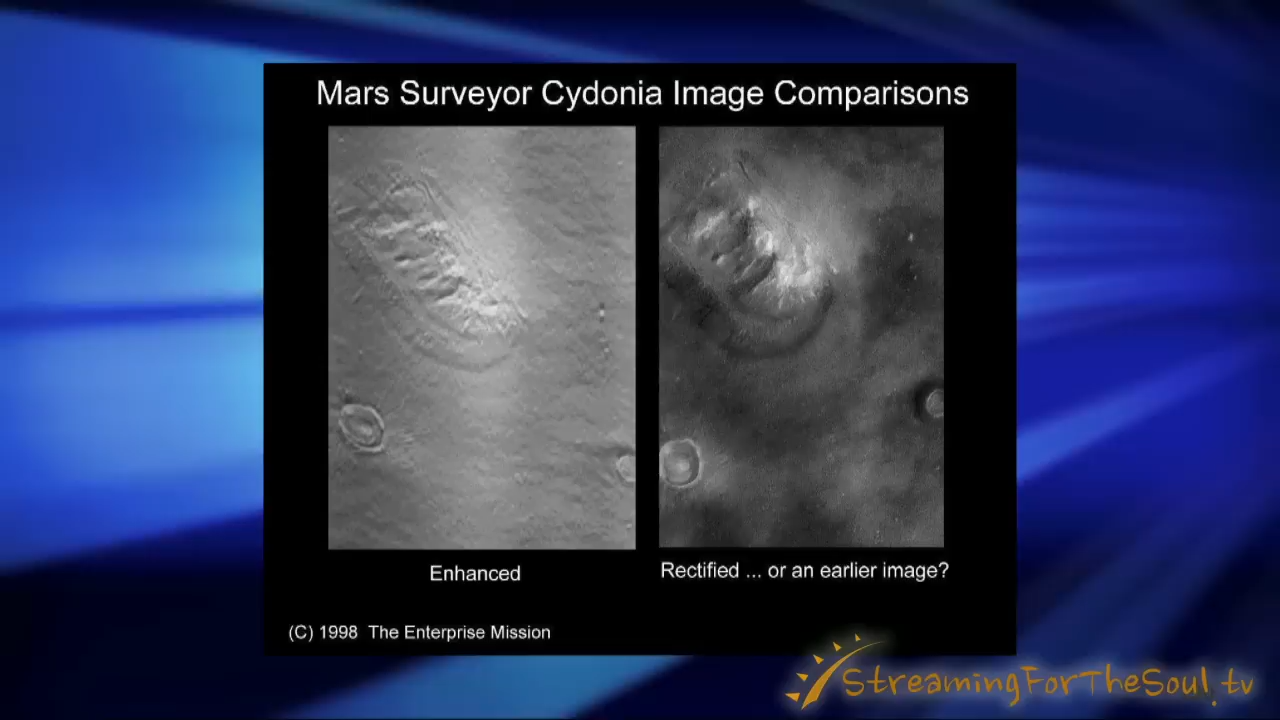 Mars Surveyor Cydonia Image Comparisons
Enhanced
Rectified ... or an earlier image?
(C) 1998 The Enterprise Mission
StreamingForTheSoul.tv